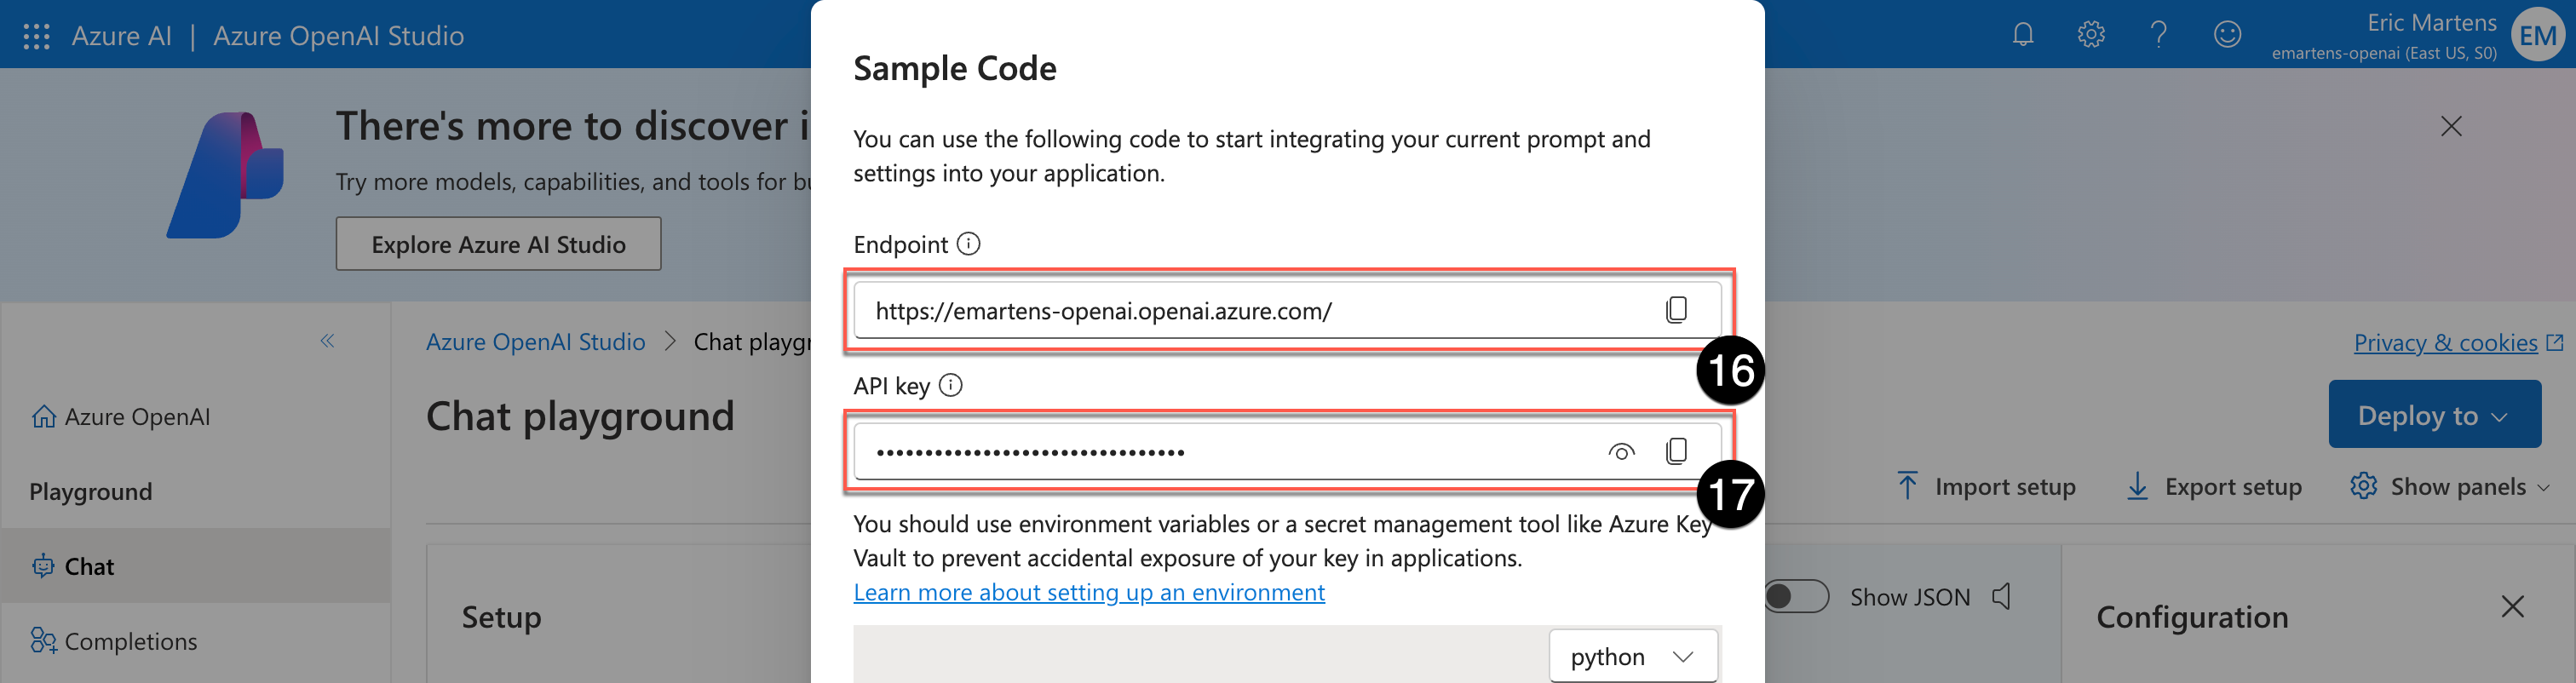 Azure AI | Azure OpenAI Studio
Eric Martens
emartens-openai (East US, S0)
EM
There's more to discover i
Try more models, capabilities, and tools for bu
Explore Azure AI Studio
Sample Code
You can use the following code to start integrating your current prompt and
settings into your application.
Endpoint
https://emartens-openai.openai.azure.com/
16
API key
••••••••••••••••••••••••••••••••
17
You should use environment variables or a secret management tool like Azure Key
Vault to prevent accidental exposure of your key in applications.
Learn more about setting up an environment
python
Azure OpenAI
Playground
Chat
Completions
Azure OpenAI Studio > Chat playgr
Chat playground
Setup
Privacy & cookies
Deploy to
Import setup
Export setup
Show panels
Show JSON
Configuration